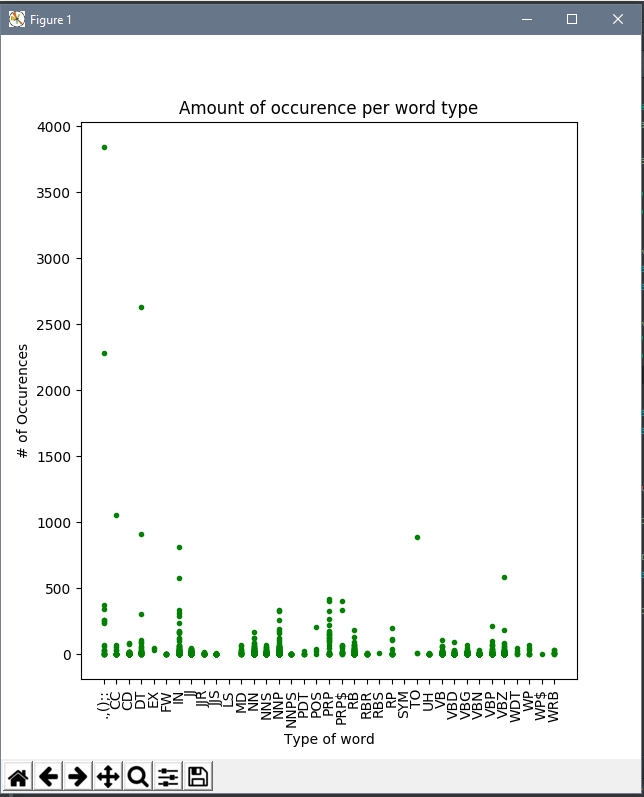 Figure 1
Amount of occurence per word type
4000
3500
3000
2500
2000
1500
1000
500
0
# of Occurences
CC
CD
DT
EX
FW
IN
JJ
JJR
JJS
LS
MD
NN
NNS
NNP
NNPS
PDT
POS
PRP
PRP$
RB
RBR
RBS
RP
SYM
TO
UH
VB
VBD
VBG
VBN
VBP
VBZ
WDT
WP
WP$
WRB
Type of word